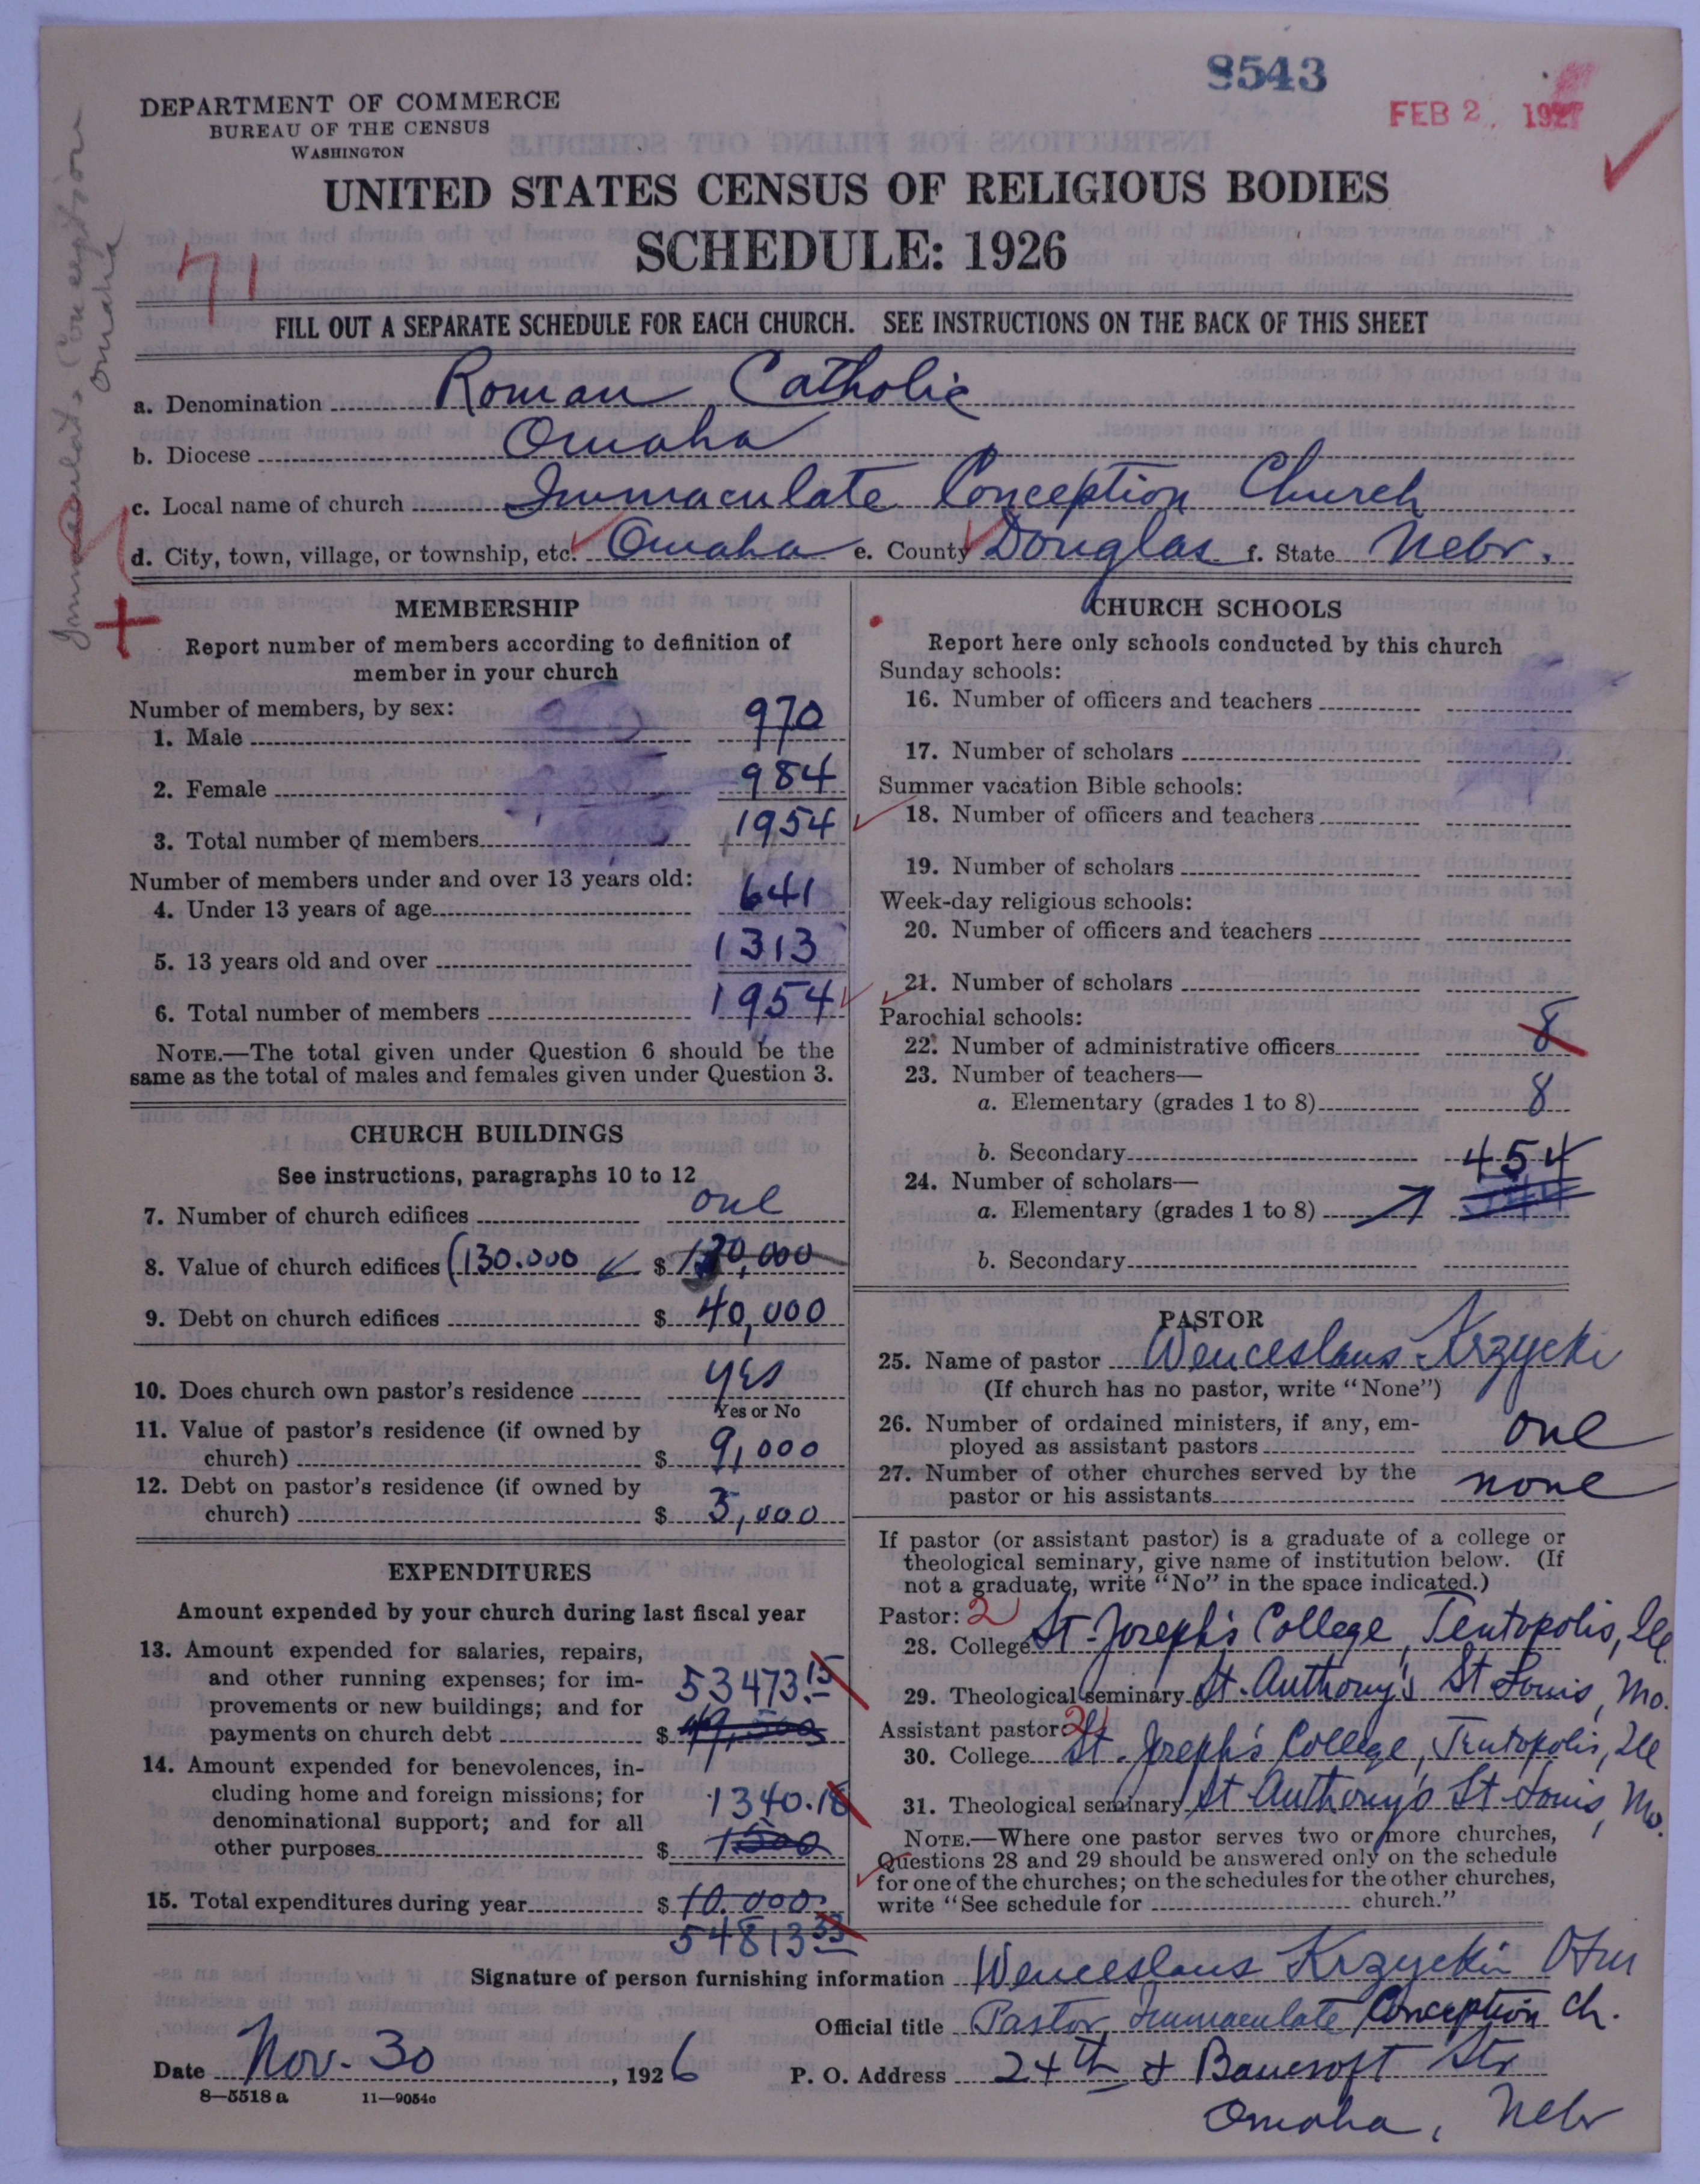 8543
FEB 2 1927
DEPARTMENT OF COMMERCE
BUREAU OF THE CENSUS
WASHINGTON
UNITED STATES CENSUS OF RELIGIOUS BODIES
SCHEDULE: 1926
71
Immaculate Conception
Omaha
FILL OUT A SEPARATE SCHEDULE FOR EACH CHURCH. SEE INSTRUCTIONS ON THE BACK OF THIS SHEET
a. Denomination Roman Catholic
b. Diocese Omaha
c. Local name of church Immaculate Conception Church
d. City, town, village, or township, etc. Omaha e. County Douglas f. State Nebr.
MEMBERSHIP
Report number of members according to definition of
member in your church
Number of members, by sex:
1. Male 970
2. Female 984
3. Total number of members 1954
Number of members under and over 13 years old:
4. Under 13 years of age 641
5. 13 years old and over 1313
6. Total number of members 1954
NOTE.—The total given under Question 6 should be the
same as the total of males and females given under Question 3.
CHURCH BUILDINGS
See instructions, paragraphs 10 to 12
7. Number of church edifices one
8. Value of church edifices (130.000 $
9. Debt on church edifices $ 40,000
10. Does church own pastor's residence yes
Yes or No
11. Value of pastor's residence (if owned by
church) $ 9,000
12. Debt on pastor's residence (if owned by
church) $ 5,000
EXPENDITURES
Amount expended by your church during last fiscal year
13. Amount expended for salaries, repairs,
and other running expenses; for im-
provements or new buildings; and for
payments on church debt $ 53473.15
14. Amount expended for benevolences, in-
cluding home and foreign missions; for
denominational support; and for all
other purposes $ 1340.18
1500
15. Total expenditures during year $ 10.000
54813 33
CHURCH SCHOOLS
Report here only schools conducted by this church
Sunday schools:
16. Number of officers and teachers
17. Number of scholars
Summer vacation Bible schools:
18. Number of officers and teachers
19. Number of scholars
Week-day religious schools:
20. Number of officers and teachers
21. Number of scholars
Parochial schools:
22. Number of administrative officers 8
23. Number of teachers—
a. Elementary (grades 1 to 8) 8
b. Secondary 454
24. Number of scholars—
a. Elementary (grades 1 to 8)
b. Secondary
PASTOR
25. Name of pastor Wenceslaus Krzycki
(If church has no pastor, write "None")
26. Number of ordained ministers, if any, em-
ployed as assistant pastors one
27. Number of other churches served by the
pastor or his assistants none
If pastor (or assistant pastor) is a graduate of a college or
theological seminary, give name of institution below. (If
not a graduate, write "No" in the space indicated.)
Pastor: 2
28. College St. Joseph's College, Teutopolis, Ill
29. Theological seminary St. Anthony's St Louis, Mo.
Assistant pastor 2
30. College St. Joseph's College, Teutopolis, Ill
31. Theological seminary St Anthony's St Louis, Mo.
NOTE.—Where one pastor serves two or more churches,
Questions 28 and 29 should be answered only on the schedule
for one of the churches; on the schedules for the other churches,
write "See schedule for church."
Signature of person furnishing information Wenceslaus Krzycki OFM
Official title Pastor Immaculate Conception Ch.
Date Nov. 30, 1926 P. O. Address 24th & Bancroft Str
Omaha, Nebr
8—5518a 11—9054c